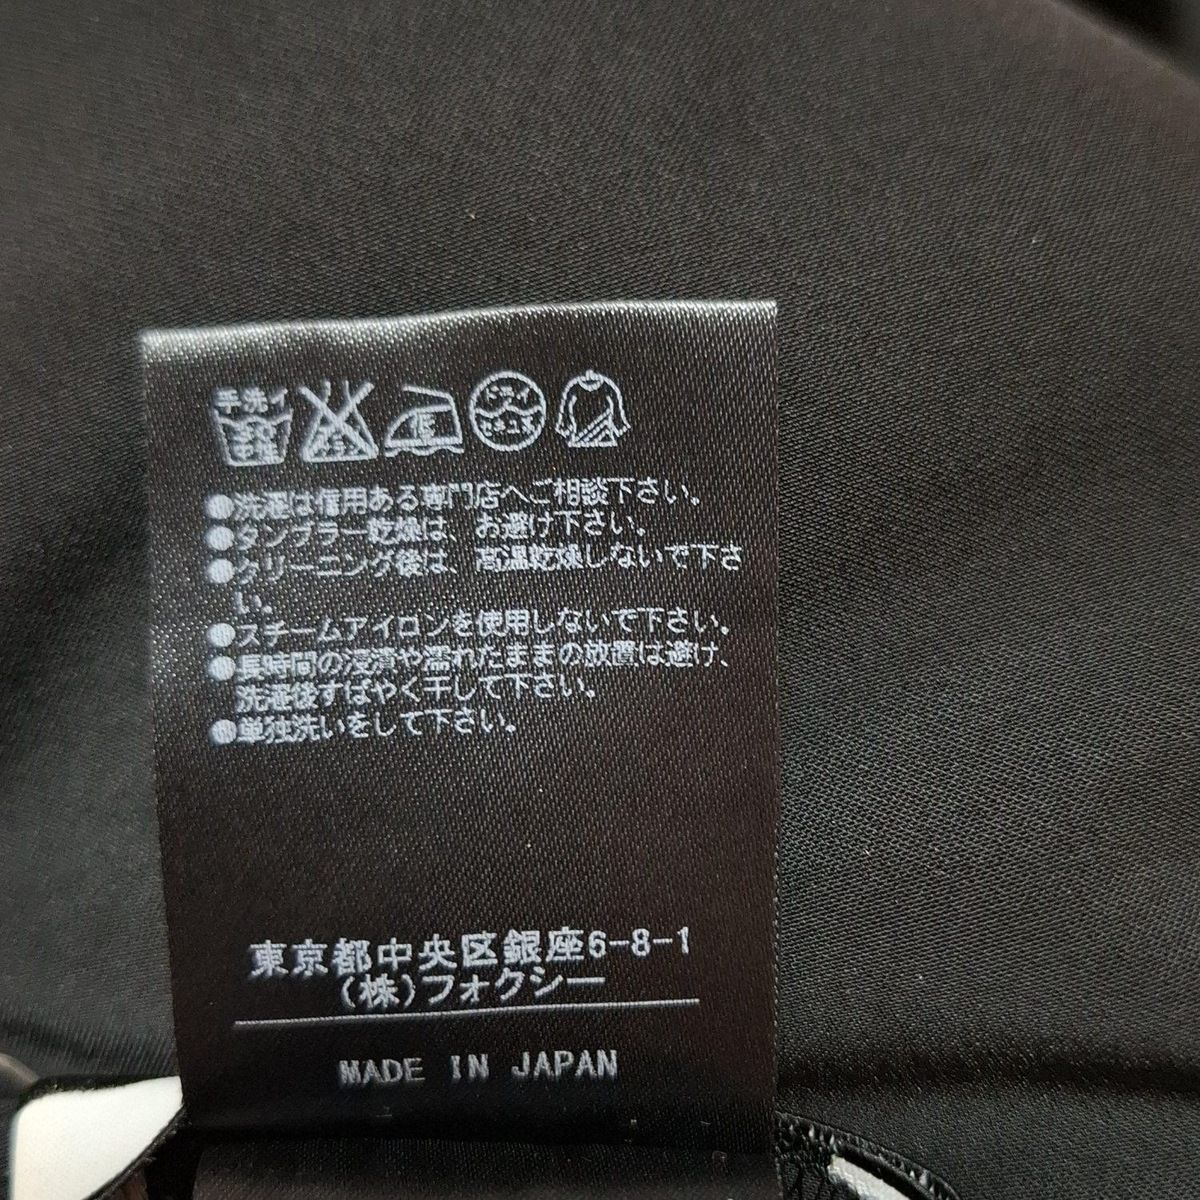 手洗イ
中性
低
ドライ
セキユ系
●洗濯は信用ある専門店へご相談下さい。
●タンブラー乾燥は、お避け下さい。
●クリーニング後は、高温乾燥しないで下さ
い。
●スチームアイロンを使用しないで下さい。
●長時間の浸漬や濡れたままの放置は避け、
洗濯後すばやく干して下さい。
●単独洗いをして下さい。
東京都中央区銀座6-8-1
(株)フォクシー
MADE IN JAPAN